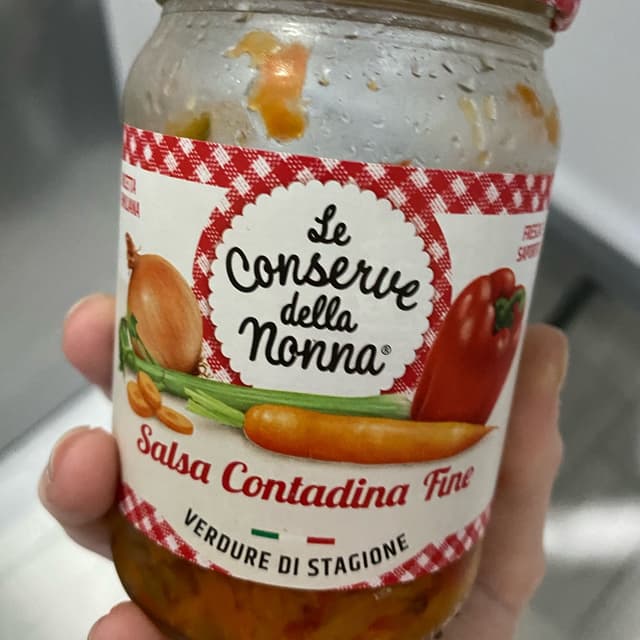 Le
Conserve
della
Nonna®
Salsa Contadina Fine
VERDURE DI STAGIONE